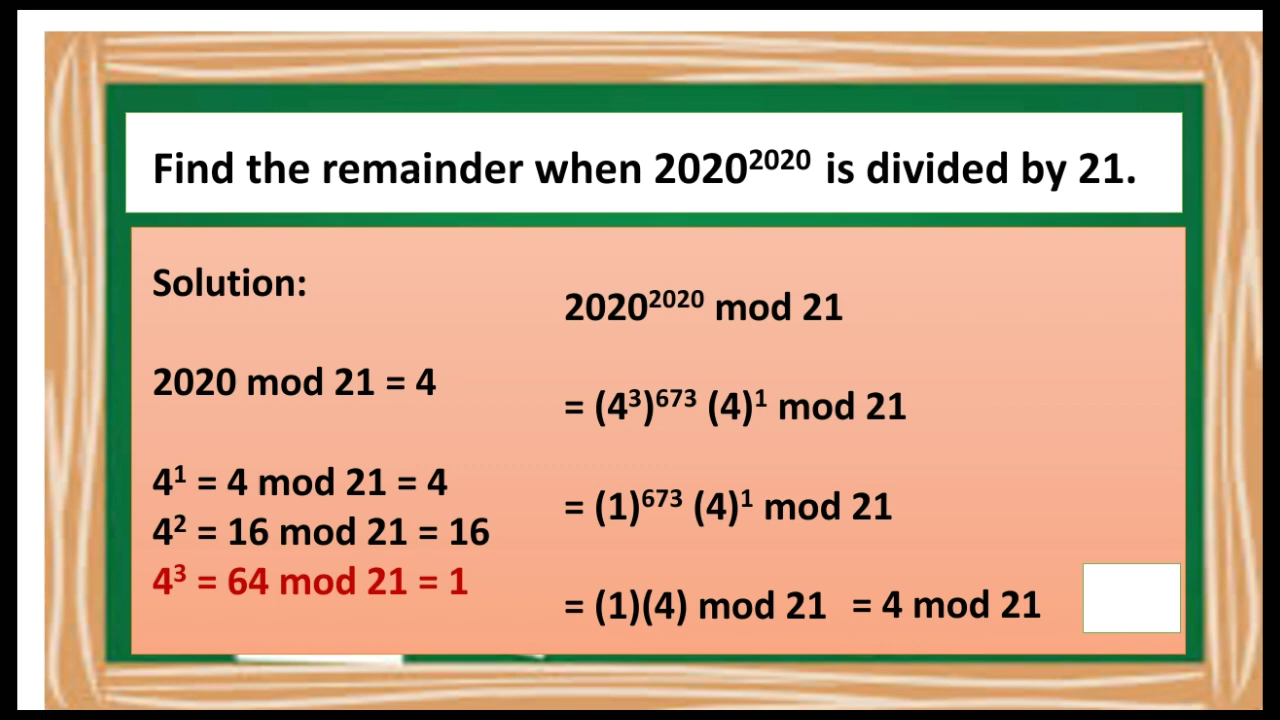 Find the remainder when 2020²⁰²⁰ is divided by 21.
Solution:
2020 mod 21 = 4
4¹ = 4 mod 21 = 4
4² = 16 mod 21 = 16
4³ = 64 mod 21 = 1
2020²⁰²⁰ mod 21
= (4³)⁶⁷³ (4)¹ mod 21
= (1)⁶⁷³ (4)¹ mod 21
= (1)(4) mod 21 = 4 mod 21